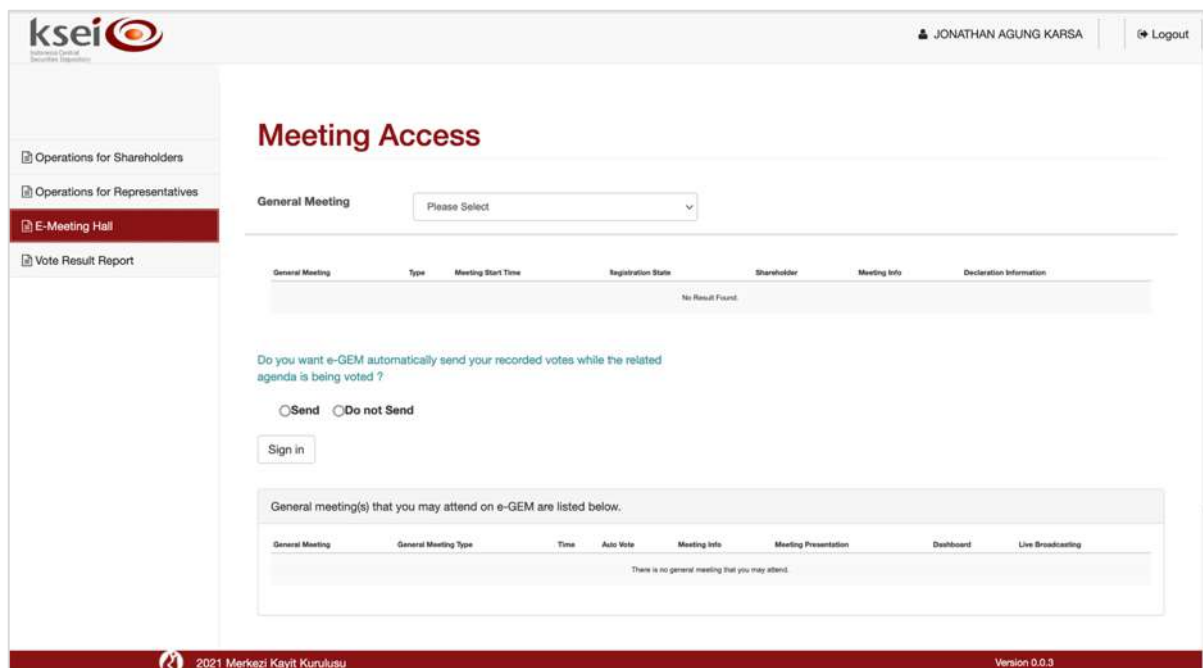 ksei
Indonesia Central
Securities Depository
JONATHAN AGUNG KARSA
Logout
Operations for Shareholders
Operations for Representatives
E-Meeting Hall
Vote Result Report
Meeting Access
General Meeting
Please Select
General Meeting Type Meeting Start Time Registration State Shareholder Meeting Info Declaration Information
No Result Found.
Do you want e-GEM automatically send your recorded votes while the related
agenda is being voted ?
Send Do not Send
Sign in
General meeting(s) that you may attend on e-GEM are listed below.
General Meeting General Meeting Type Time Auto Vote Meeting Info Meeting Presentation Dashboard Live Broadcasting
There is no general meeting that you may attend.
2021 Merkezi Kayit Kurulusu
Version 0.0.3